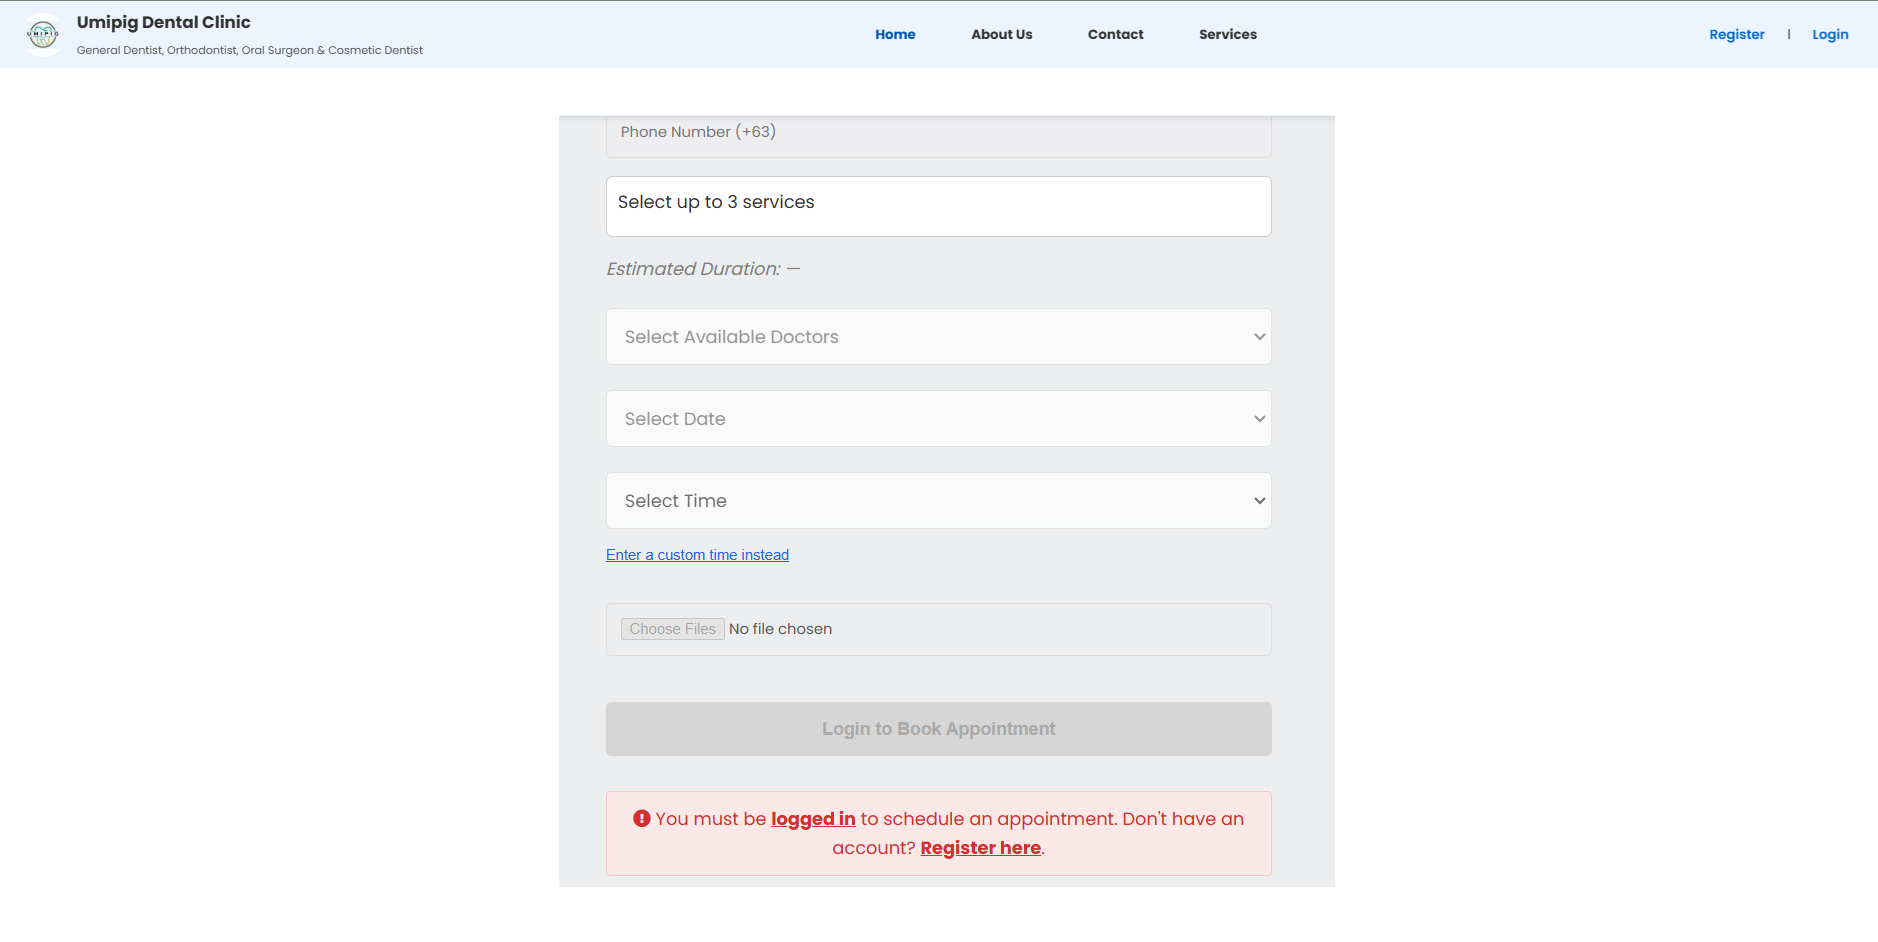 Umipig Dental Clinic
General Dentist, Orthodontist, Oral Surgeon & Cosmetic Dentist
Home
About Us
Contact
Services
Register | Login
UMIPIG
Phone Number (+63)
Select up to 3 services
Estimated Duration: —
Select Available Doctors
Select Date
Select Time
Enter a custom time instead
Choose Files No file chosen
Login to Book Appointment
You must be logged in to schedule an appointment. Don't have an
account? Register here.